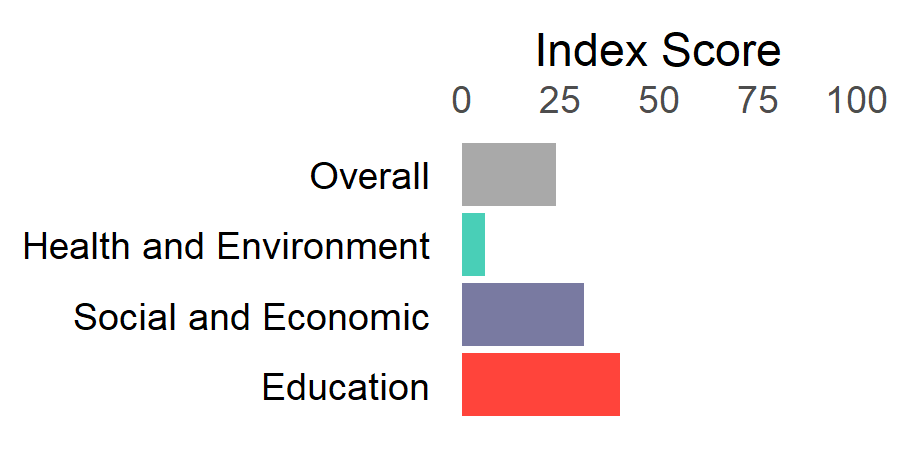 Index Score
0 25 50 75 100
Overall
Health and Environment
Social and Economic
Education